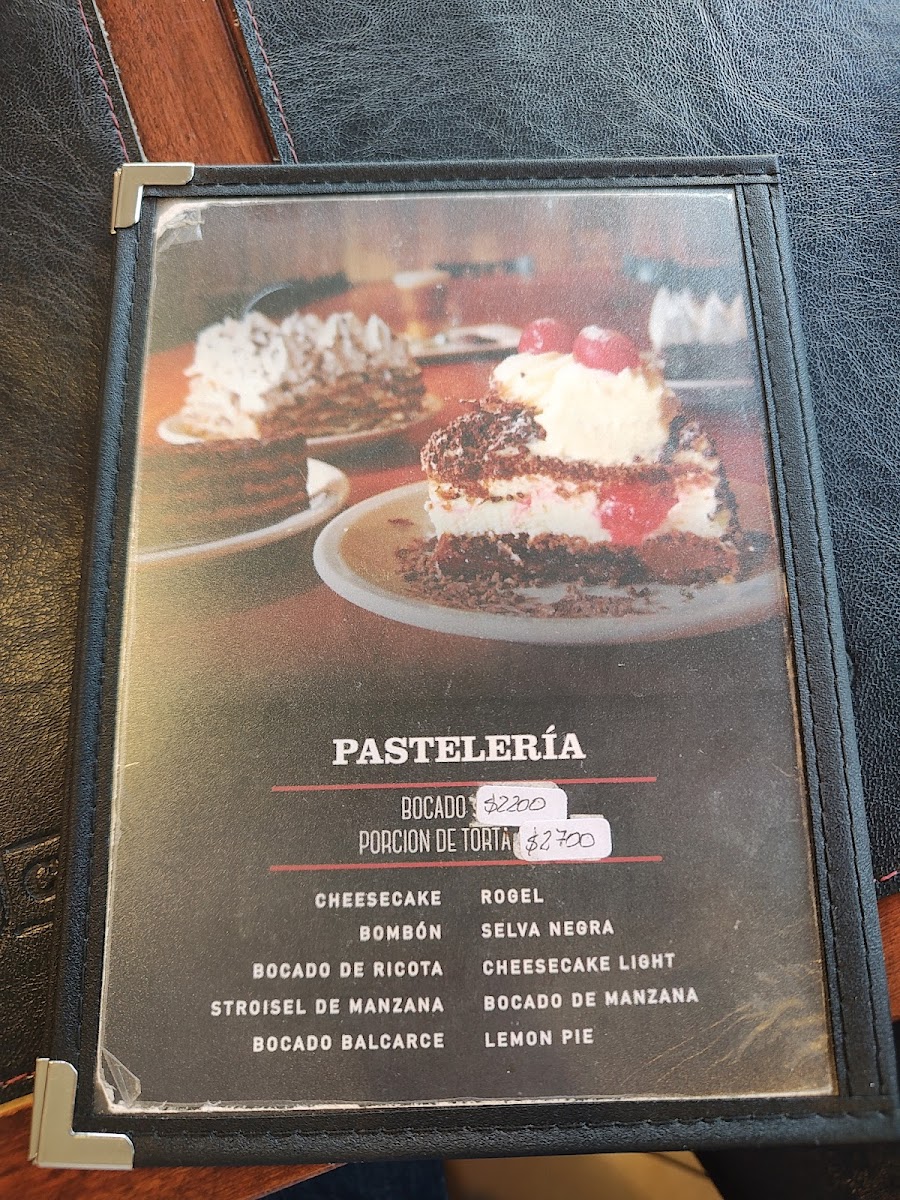 PASTELERÍA
BOCADO $2200
PORCION DE TORTA $2700
CHEESECAKE
BOMBÓN
BOCADO DE RICOTA
STROISEL DE MANZANA
BOCADO BALCARCE
ROGEL
SELVA NEGRA
CHEESECAKE LIGHT
BOCADO DE MANZANA
LEMON PIE